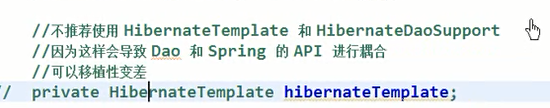 //不推荐使用 HibernateTemplate 和 HibernateDaoSupport
//因为这样会导致 Dao 和 Spring 的 API 进行耦合
//可以移植性变差
// private HibernateTemplate hibernateTemplate;